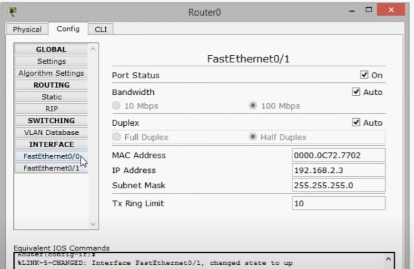 Router0
Physical Config CLI
GLOBAL
Settings
Algorithm Settings
ROUTING
Static
RIP
SWITCHING
VLAN Database
INTERFACE
FastEthernet0/0
FastEthernet0/1
FastEthernet0/1
Port Status On
Bandwidth Auto
10 Mbps 100 Mbps
Duplex Auto
Full Duplex Half Duplex
MAC Address 0000.0C72.7702
IP Address 192.168.2.3
Subnet Mask 255.255.255.0
Tx Ring Limit 10
Equivalent IOS Commands
Router(config-if)#
%LINK-5-CHANGED: Interface FastEthernet0/1, changed state to up